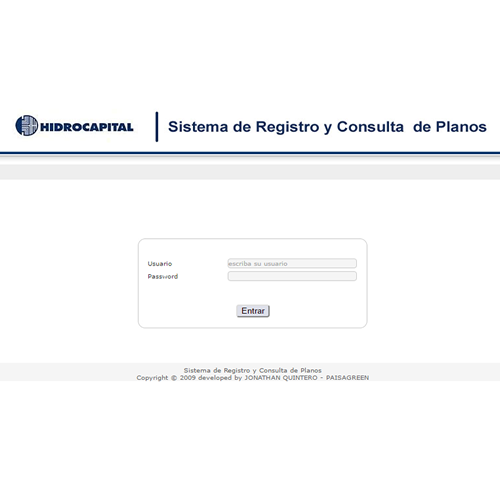 HIDROCAPITAL
Sistema de Registro y Consulta de Planos
Usuario
escriba su usuario
Password
Entrar
Sistema de Registro y Consulta de Planos
Copyright © 2009 developed by JONATHAN QUINTERO - PAISAGREEN